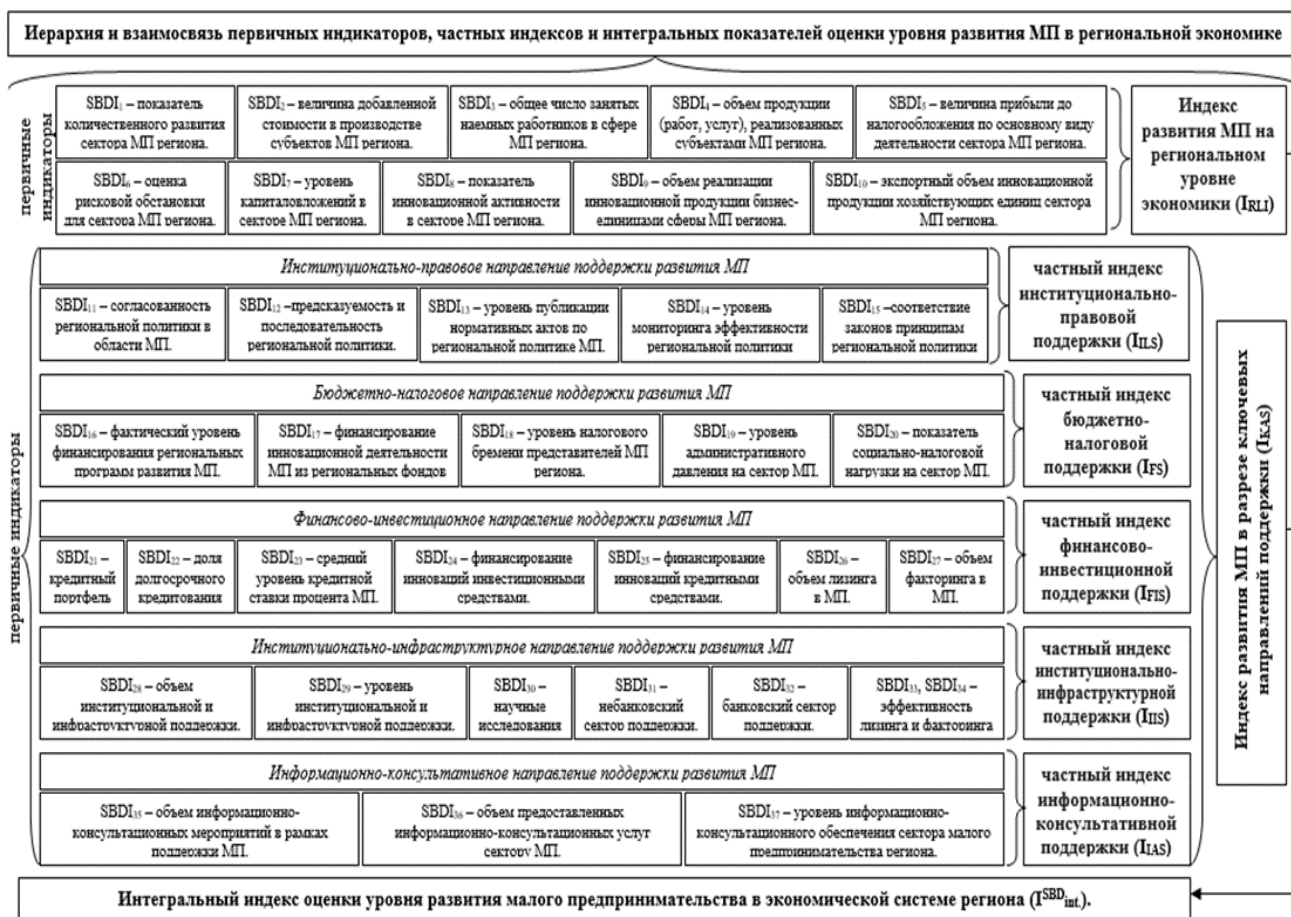 Иерархия и взаимосвязь первичных индикаторов, частных индексов и интегральных показателей оценки уровня развития МП в региональной экономике
первичные
индикаторы
SBDI₁ – показатель
количественного развития
сектора МП региона.
SBDI₂ – величина добавленной
стоимости в производстве
субъектов МП региона.
SBDI₃ – общее число занятых
наемных работников в сфере
МП региона.
SBDI₄ – объем продукции
(работ, услуг), реализованных
субъектами МП региона.
SBDI₅ – величина прибыли до
налогообложения по основному виду
деятельности сектора МП региона.
SBDI₆ – оценка
рисковой обстановки
для сектора МП региона.
SBDI₇ – уровень
капиталовложений в
секторе МП региона.
SBDI₈ – показатель
инновационной активности
в секторе МП региона.
SBDI₉ – объем реализации
инновационной продукции бизнес-
единицами сферы МП региона.
SBDI₁₀ – экспортный объем инновационной
продукции хозяйствующих единиц сектора
МП региона.
Индекс
развития МП на
региональном
уровне
экономики (I_RLI)
первичные индикаторы
Институционально-правовое направление поддержки развития МП
SBDI₁₁ – согласованность
региональной политики в
области МП.
SBDI₁₂ –предсказуемость и
последовательность
региональной политики.
SBDI₁₃ – уровень публикации
нормативных актов по
региональной политике МП.
SBDI₁₄ – уровень
мониторинга эффективности
региональной политики
SBDI₁₅ –соответствие
законов принципам
региональной политики
частный индекс
институционально-
правовой
поддержки (I_ILS)
Бюджетно-налоговое направление поддержки развития МП
SBDI₁₆ – фактический уровень
финансирования региональных
программ развития МП.
SBDI₁₇ – финансирование
инновационной деятельности
МП из региональных фондов
SBDI₁₈ – уровень налогового
бремени представителей МП
региона.
SBDI₁₉ – уровень
административного
давления на сектор МП.
SBDI₂₀ – показатель
социально-налоговой
нагрузки на сектор МП.
частный индекс
бюджетно-
налоговой
поддержки (I_FS)
Финансово-инвестиционное направление поддержки развития МП
SBDI₂₁ –
кредитный
портфель
SBDI₂₂ – доля
долгосрочного
кредитования
SBDI₂₃ – средний
уровень кредитной
ставки процента МП.
SBDI₂₄ – финансирование
инноваций инвестиционными
средствами.
SBDI₂₅ – финансирование
инноваций кредитными
средствами.
SBDI₂₆ –
объем лизинга
в МП.
SBDI₂₇ – объем
факторинга в
МП.
частный индекс
финансово-
инвестиционной
поддержки (I_FIS)
Институционально-инфраструктурное направление поддержки развития МП
SBDI₂₈ – объем
институциональной и
инфраструктурной поддержки.
SBDI₂₉ – уровень
институциональной и
инфраструктурной поддержки.
SBDI₃₀ –
научные
исследования
SBDI₃₁ –
небанковский
сектор поддержки.
SBDI₃₂ –
банковский сектор
поддержки.
SBDI₃₃, SBDI₃₄ –
эффективность
лизинга и факторинга
частный индекс
институционально-
инфраструктурной
поддержки (I_IIS)
Информационно-консультативное направление поддержки развития МП
SBDI₃₅ – объем информационно-
консультационных мероприятий в рамках
поддержки МП.
SBDI₃₆ – объем предоставленных
информационно-консультационных услуг
сектору МП.
SBDI₃₇ – уровень информационно-
консультационного обеспечения сектора малого
предпринимательства региона.
частный индекс
информационно-
консультативной
поддержки (I_IAS)
Индекс развития МП в разрезе ключевых
направлений поддержки (I_KAS)
Интегральный индекс оценки уровня развития малого предпринимательства в экономической системе региона (I^SBD_int.).